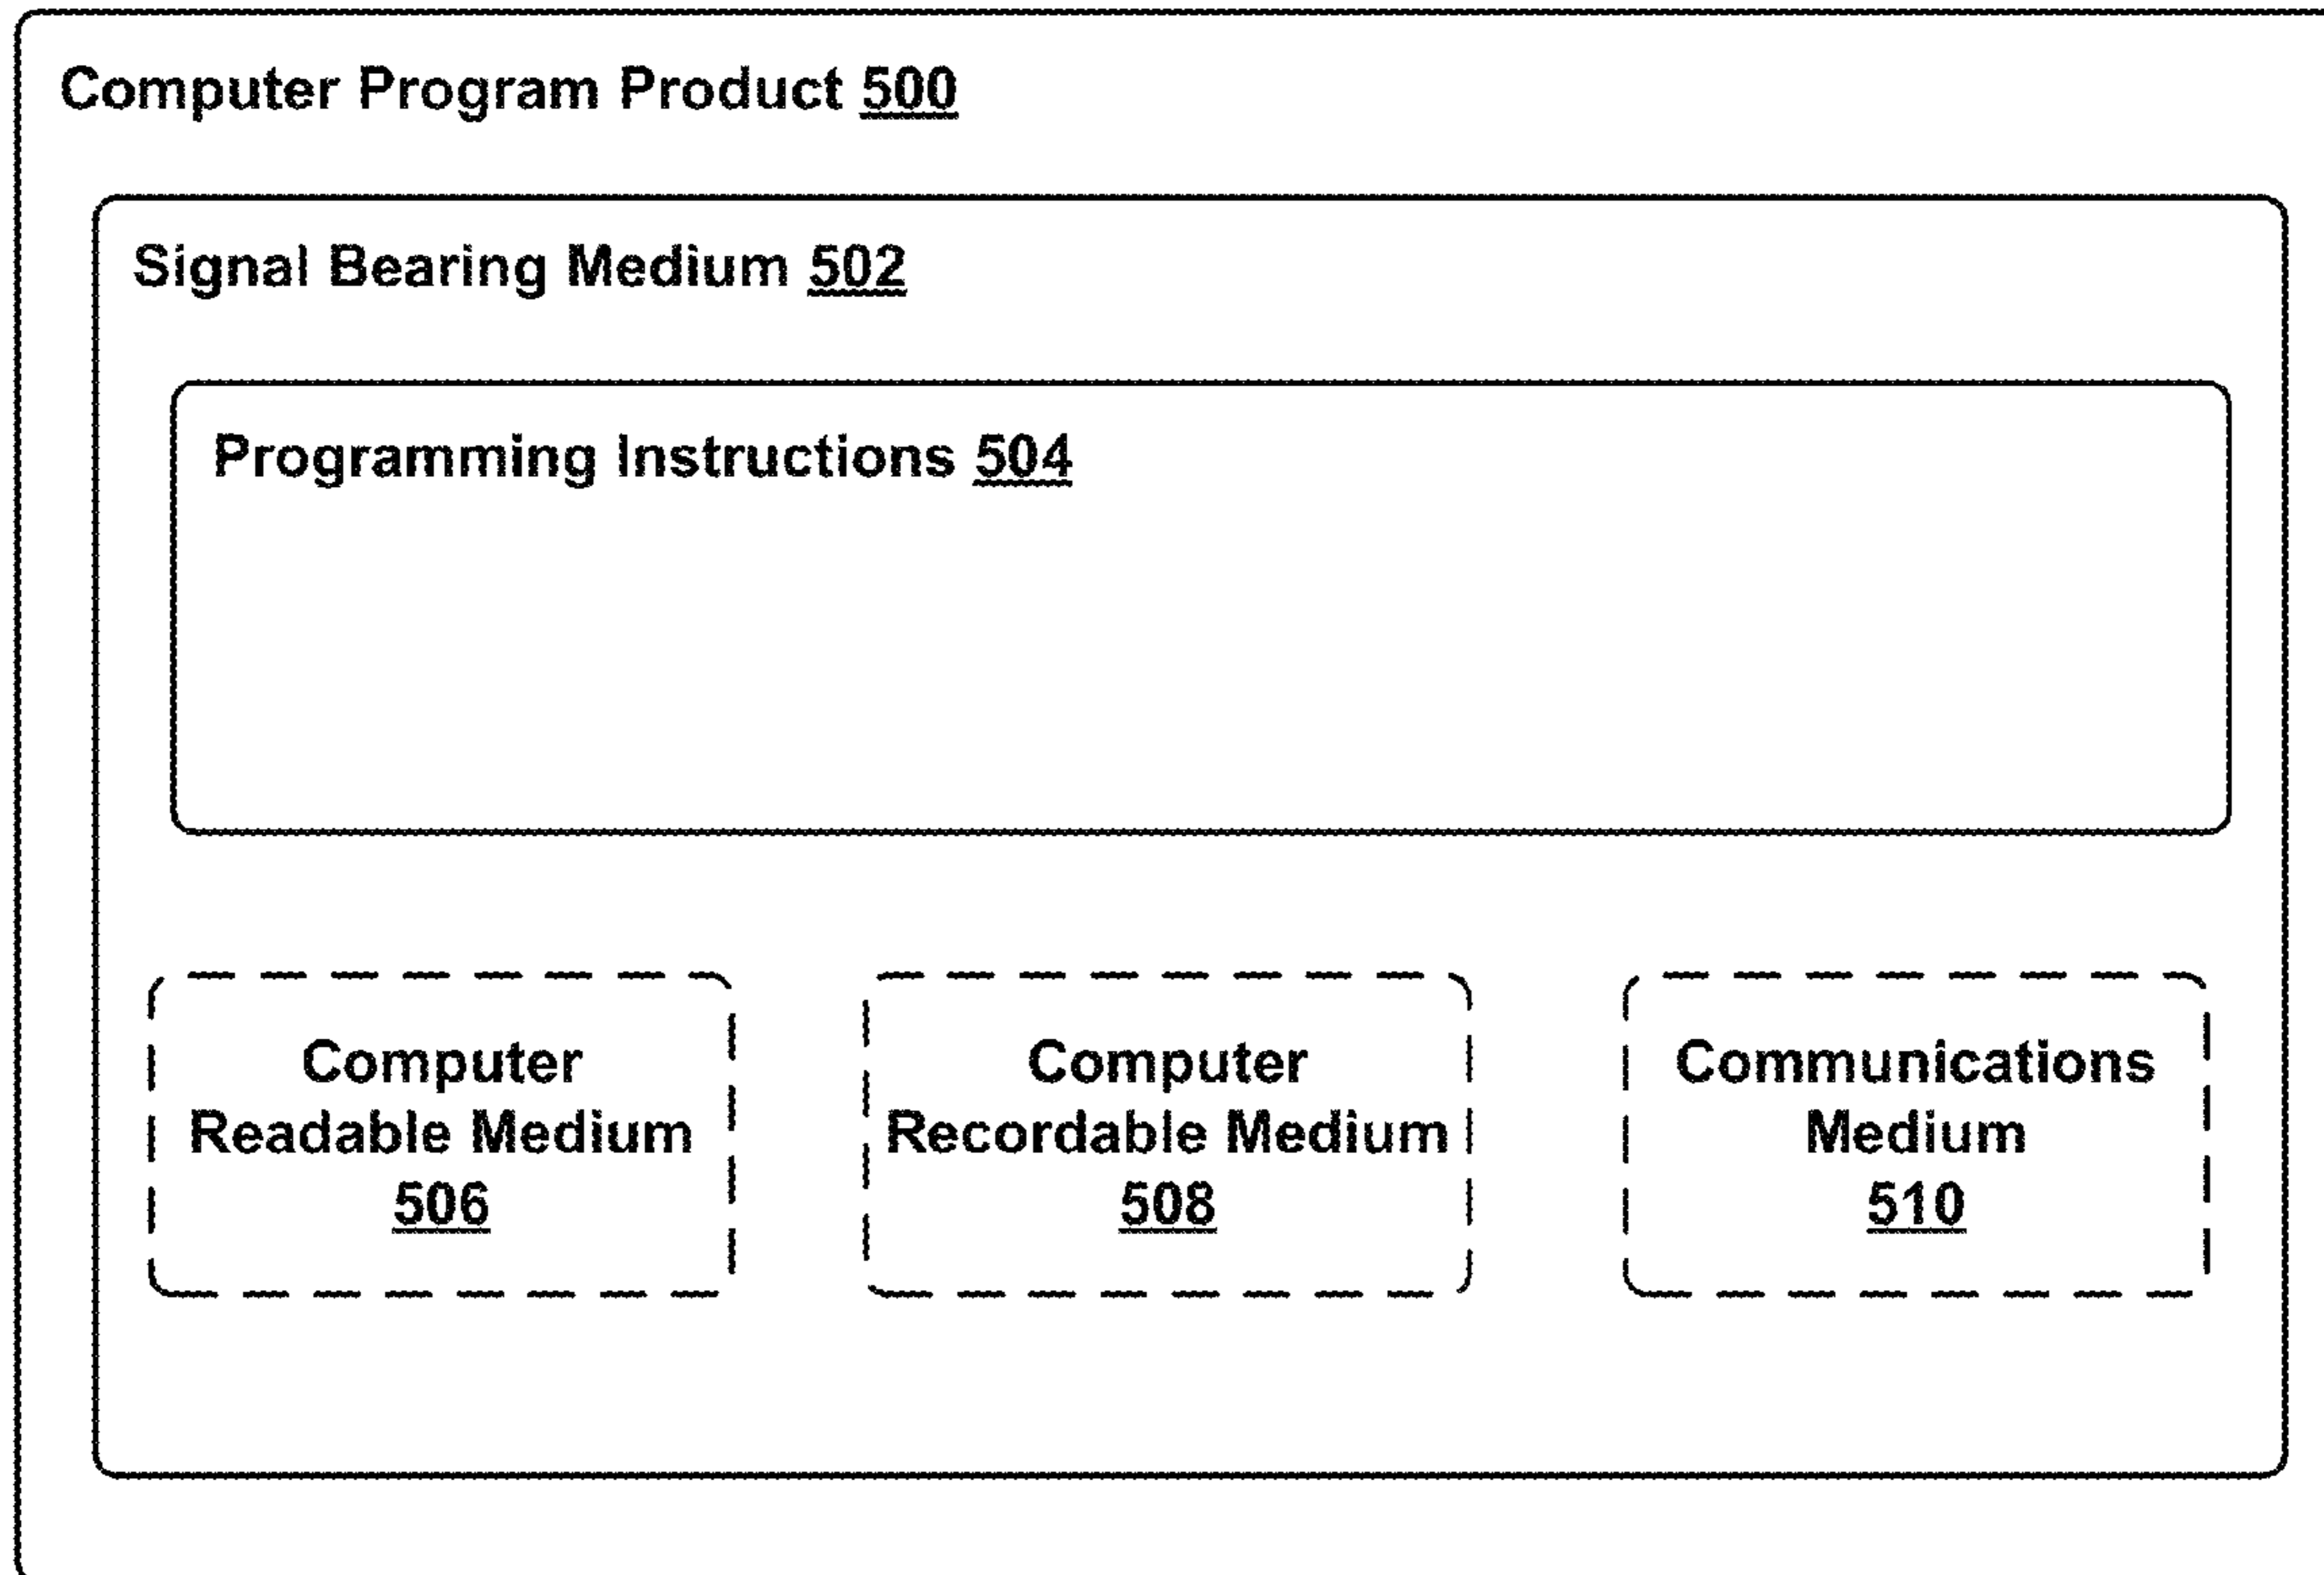 Computer Program Product 500
Signal Bearing Medium 502
Programming Instructions 504
Computer
Readable Medium
506
Computer
Recordable Medium
508
Communications
Medium
510